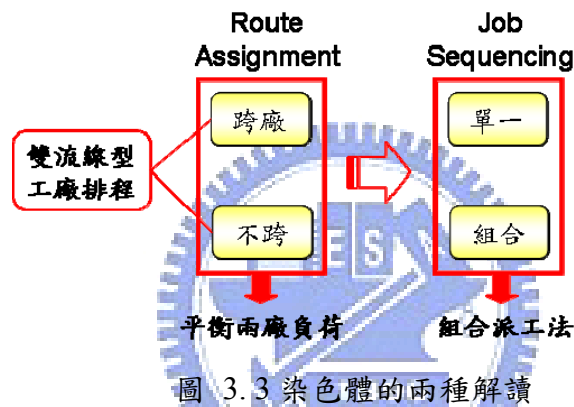 Route
Assignment
Job
Sequencing
跨廠
單一
雙流線型
工廠排程
不跨
組合
平衡兩廠負荷
組合派工法
圖 3.3 染色體的兩種解讀